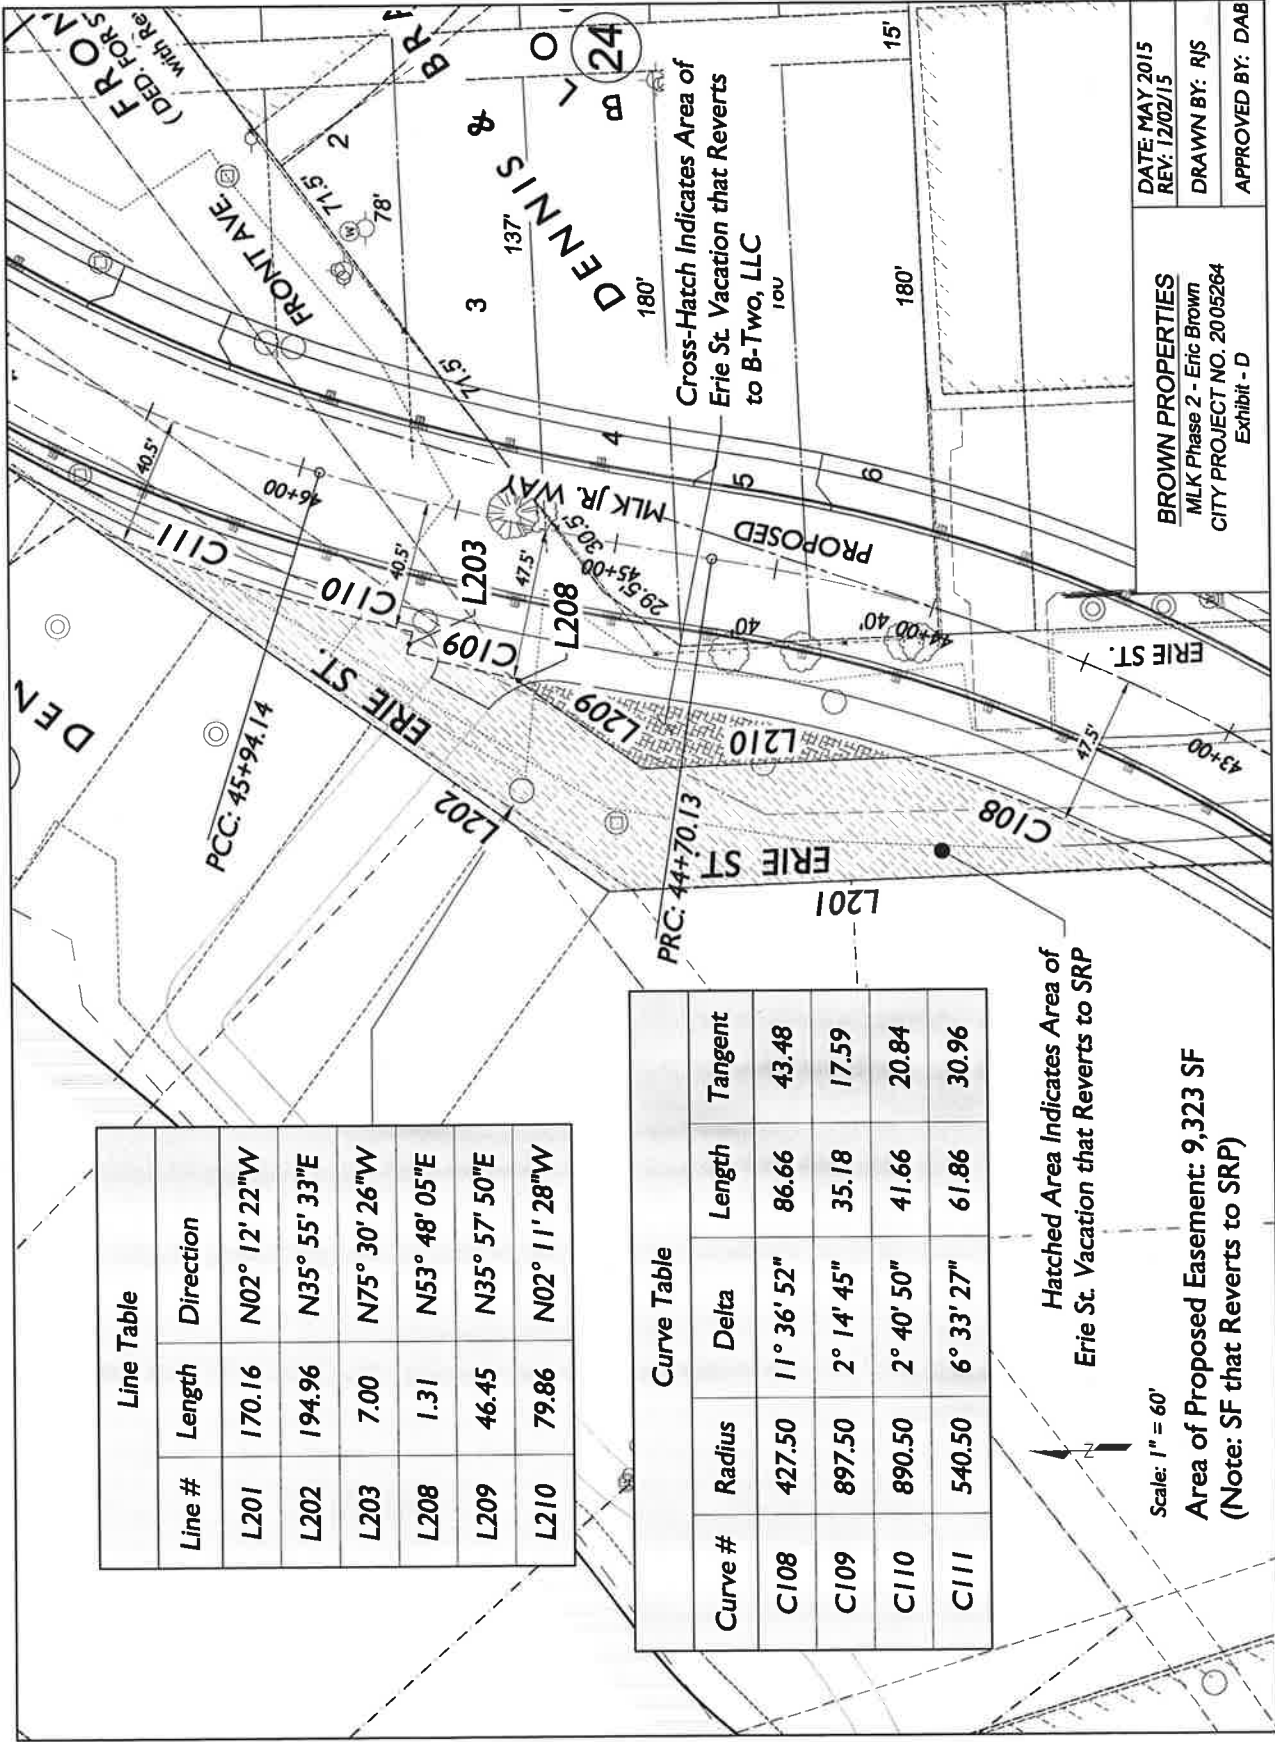 Line Table
Line # Length Direction
L201 170.16 N02° 12' 22"W
L202 194.96 N35° 55' 33"E
L203 7.00 N75° 30' 26"W
L208 1.31 N53° 48' 05"E
L209 46.45 N35° 57' 50"E
L210 79.86 N02° 11' 28"W
Curve Table
Curve # Radius Delta Length Tangent
C108 427.50 11° 36' 52" 86.66 43.48
C109 897.50 2° 14' 45" 35.18 17.59
C110 890.50 2° 40' 50" 41.66 20.84
C111 540.50 6° 33' 27" 61.86 30.96
Hatched Area Indicates Area of
Erie St. Vacation that Reverts to SRP
Z
Scale: 1" = 60'
Area of Proposed Easement: 9,323 SF
(Note: SF that Reverts to SRP)
DEN
PCC: 45+94.14
PRC: 44+70.13
L202
ERIE ST.
ERIE ST.
L201
C108
C109
C110
C111
L203
L208
L209
L210
40.5'
40.5'
47.5'
47.5'
46+00
45+00
44+00
43+00
29.5'
30.5'
40'
40'
ERIE ST.
PROPOSED
MLK JR. WAY
FRONT AVE.
FRON
(DED. FOR S
with Re
71.5'
71.5'
78'
137'
180'
180'
15'
2
3
4
5
6
DENNIS &
BR
BLO
24
Cross-Hatch Indicates Area of
Erie St. Vacation that Reverts
to B-Two, LLC
BROWN PROPERTIES
MLK Phase 2 - Eric Brown
CITY PROJECT NO. 2005264
Exhibit - D
DATE: MAY 2015
REV: 12/02/15
DRAWN BY: RJS
APPROVED BY: DAB